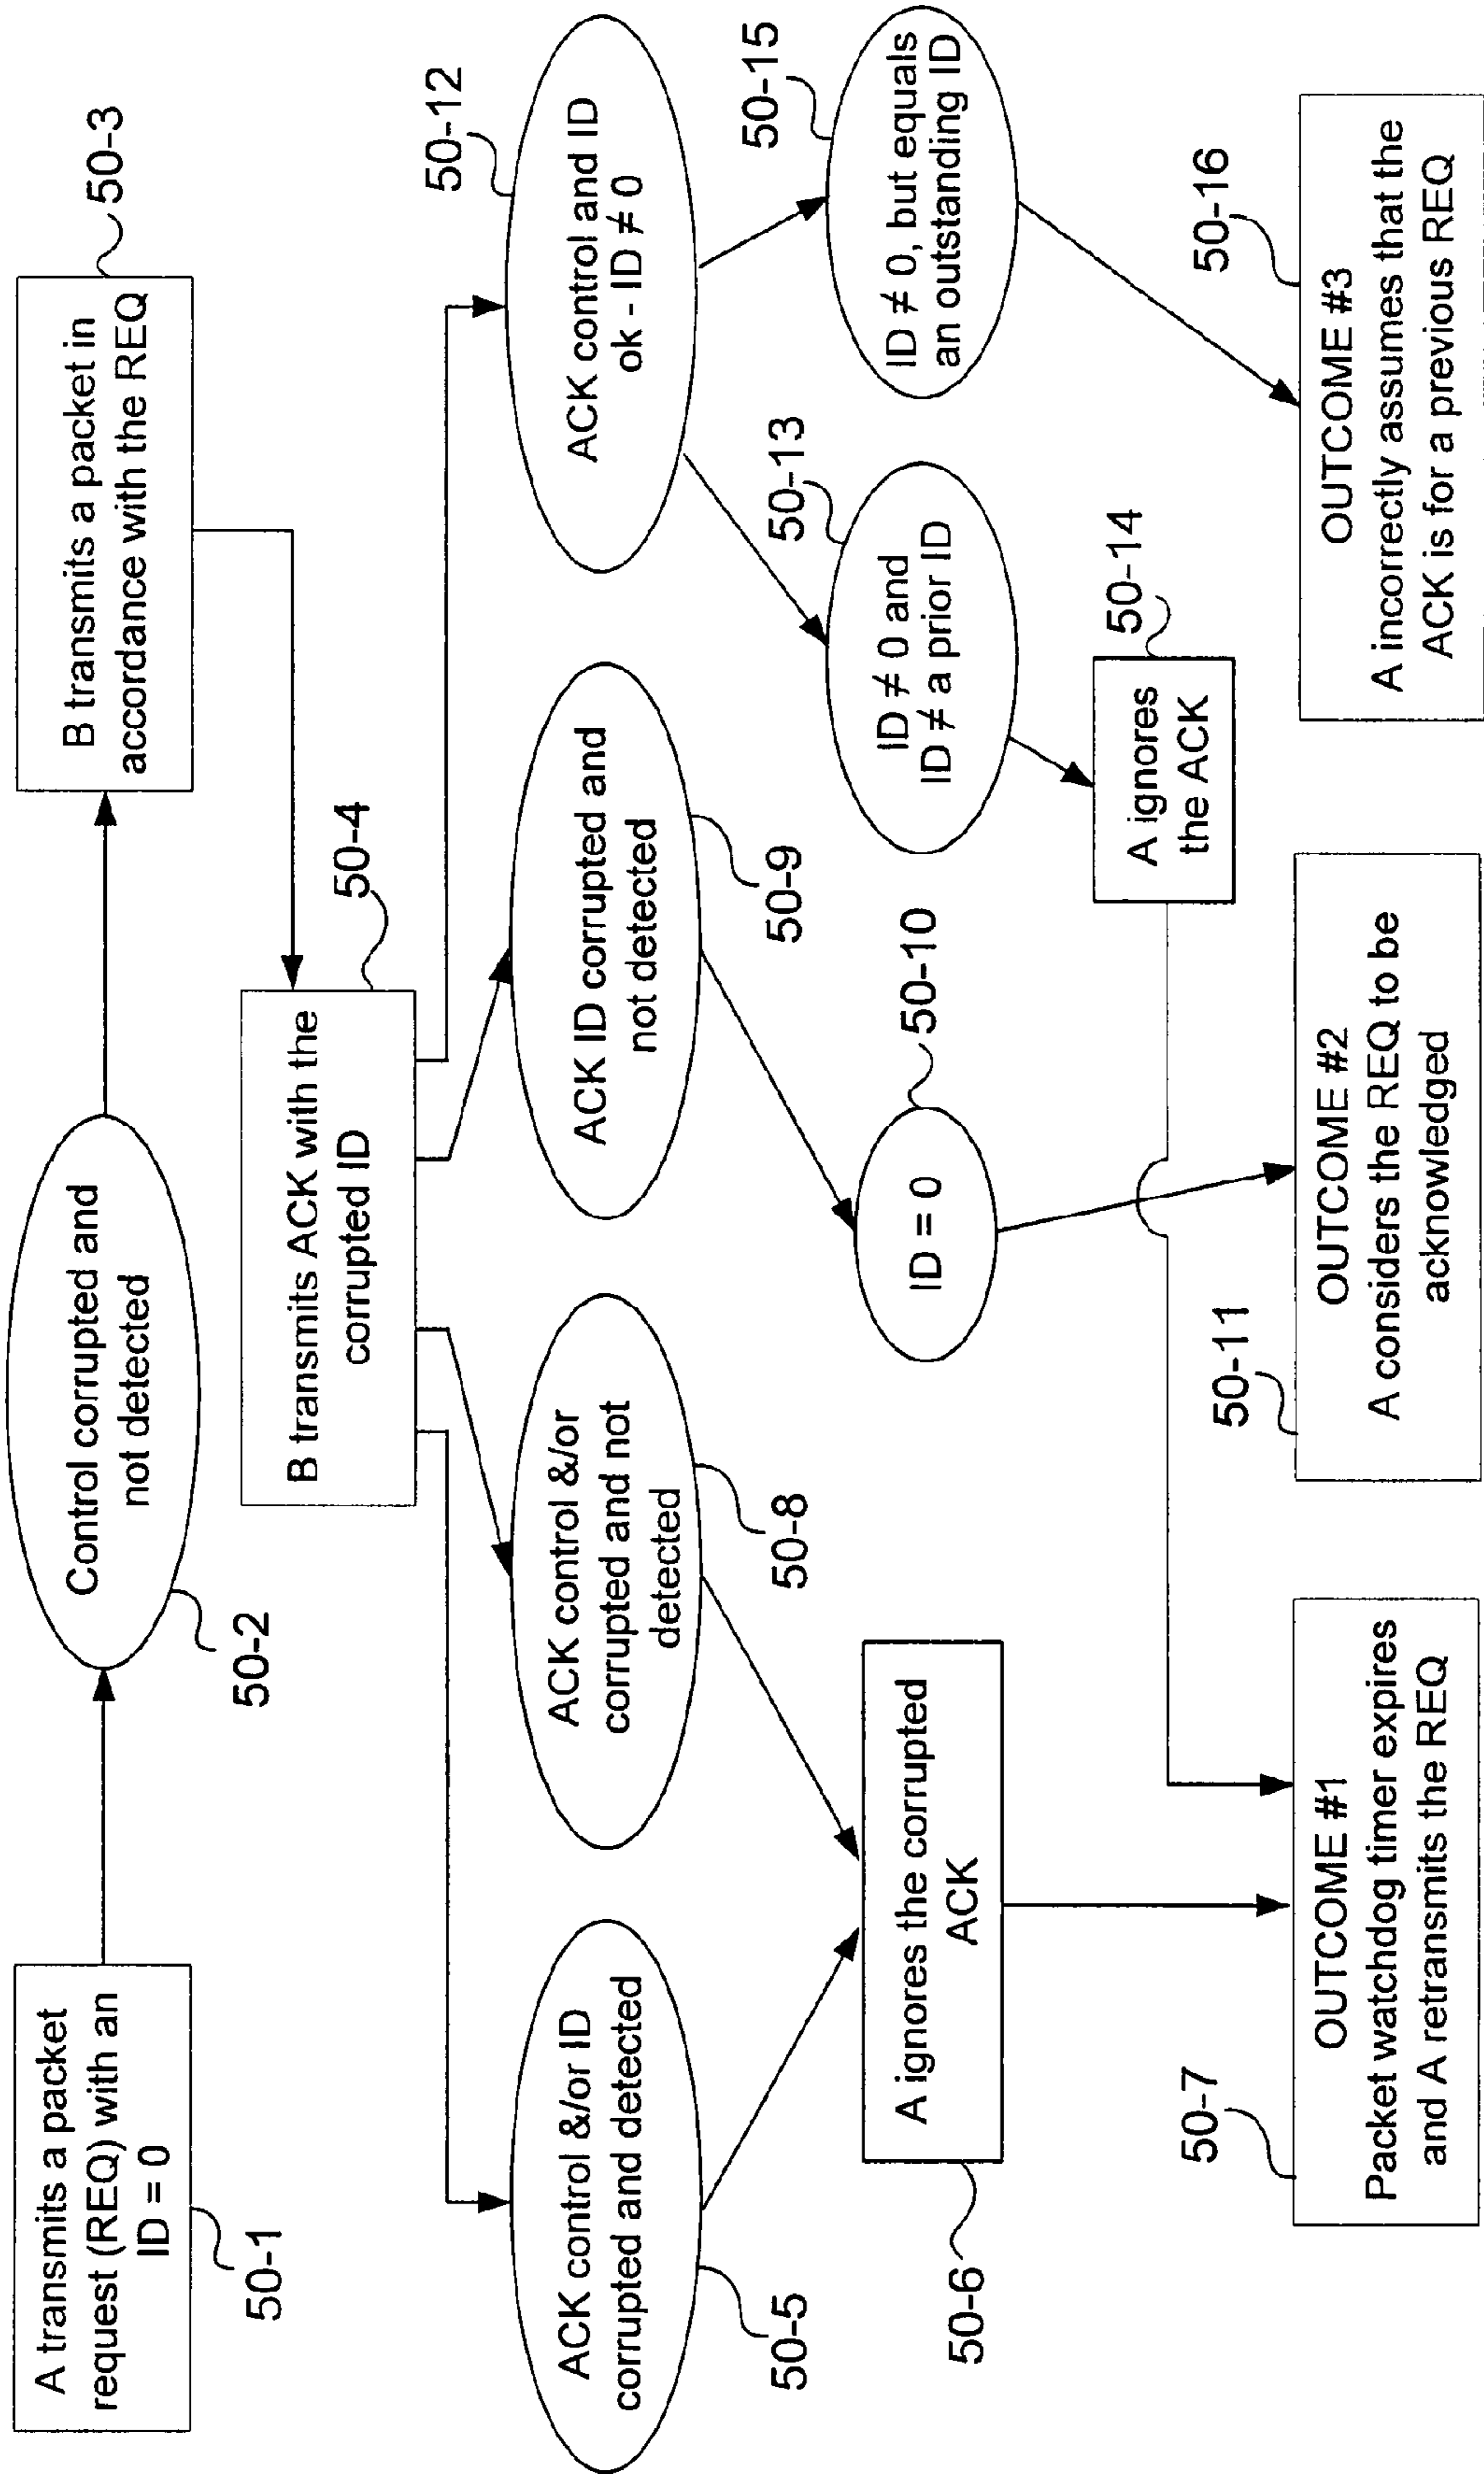 A transmits a packet
request (REQ) with an
ID = 0
50-1
Control corrupted and
not detected
50-2
B transmits a packet in
accordance with the REQ
50-3
B transmits ACK with the
corrupted ID
50-4
ACK control &/or ID
corrupted and detected
50-5
ACK control &/or
corrupted and not
detected
50-8
ACK ID corrupted and
not detected
50-9
ACK control and ID
ok - ID ≠ 0
50-12
A ignores the corrupted
ACK
50-6
ID = 0
50-10
ID ≠ 0 and
ID ≠ a prior ID
50-13
ID ≠ 0, but equals
an outstanding ID
50-15
A ignores
the ACK
50-14
50-7
OUTCOME #1
Packet watchdog timer expires
and A retransmits the REQ
50-11
OUTCOME #2
A considers the REQ to be
acknowledged
50-16
OUTCOME #3
A incorrectly assumes that the
ACK is for a previous REQ